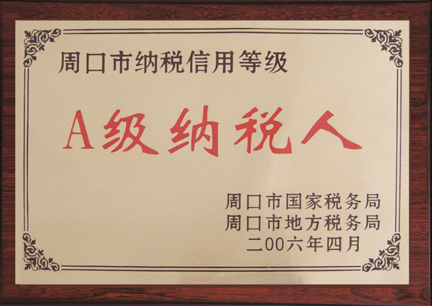 周口市纳税信用等级
A级纳税人
周口市国家税务局
周口市地方税务局
二00六年四月